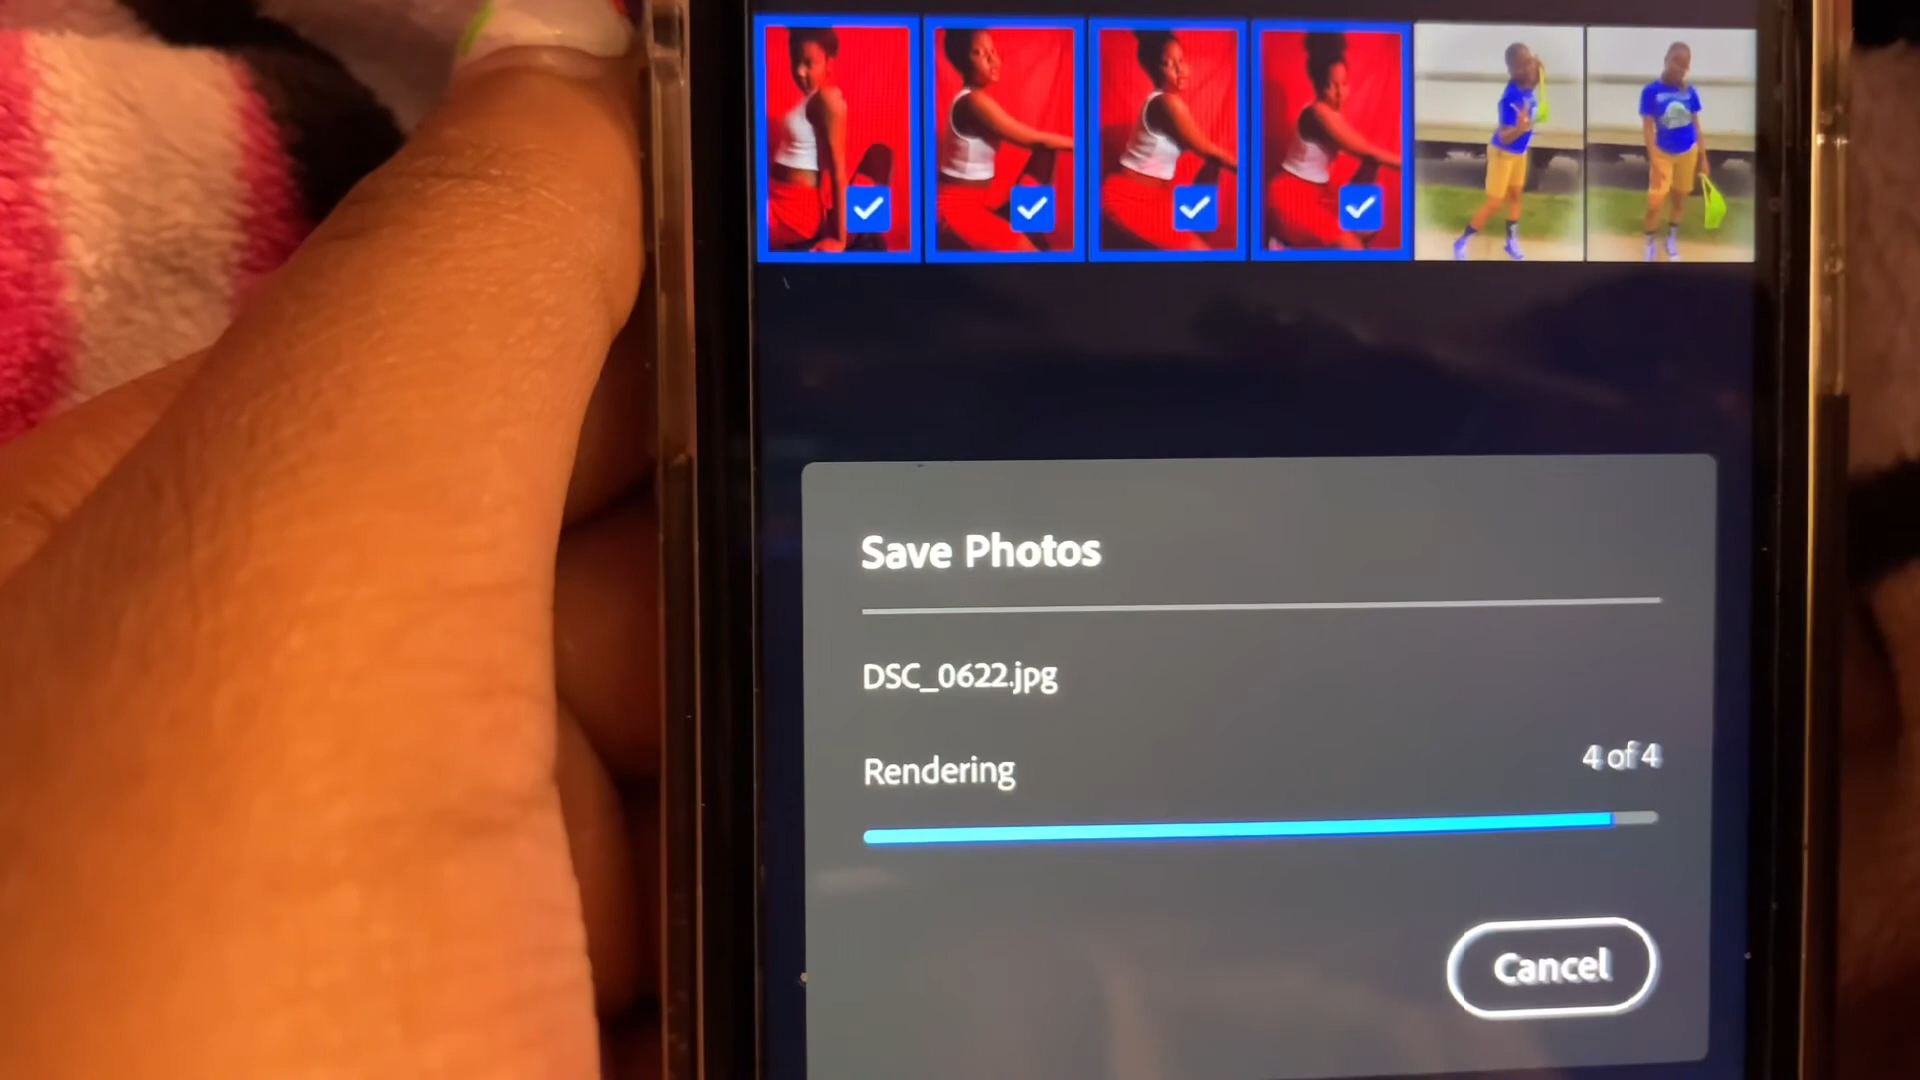 Save Photos
DSC_0622.jpg
Rendering
4 of 4
Cancel